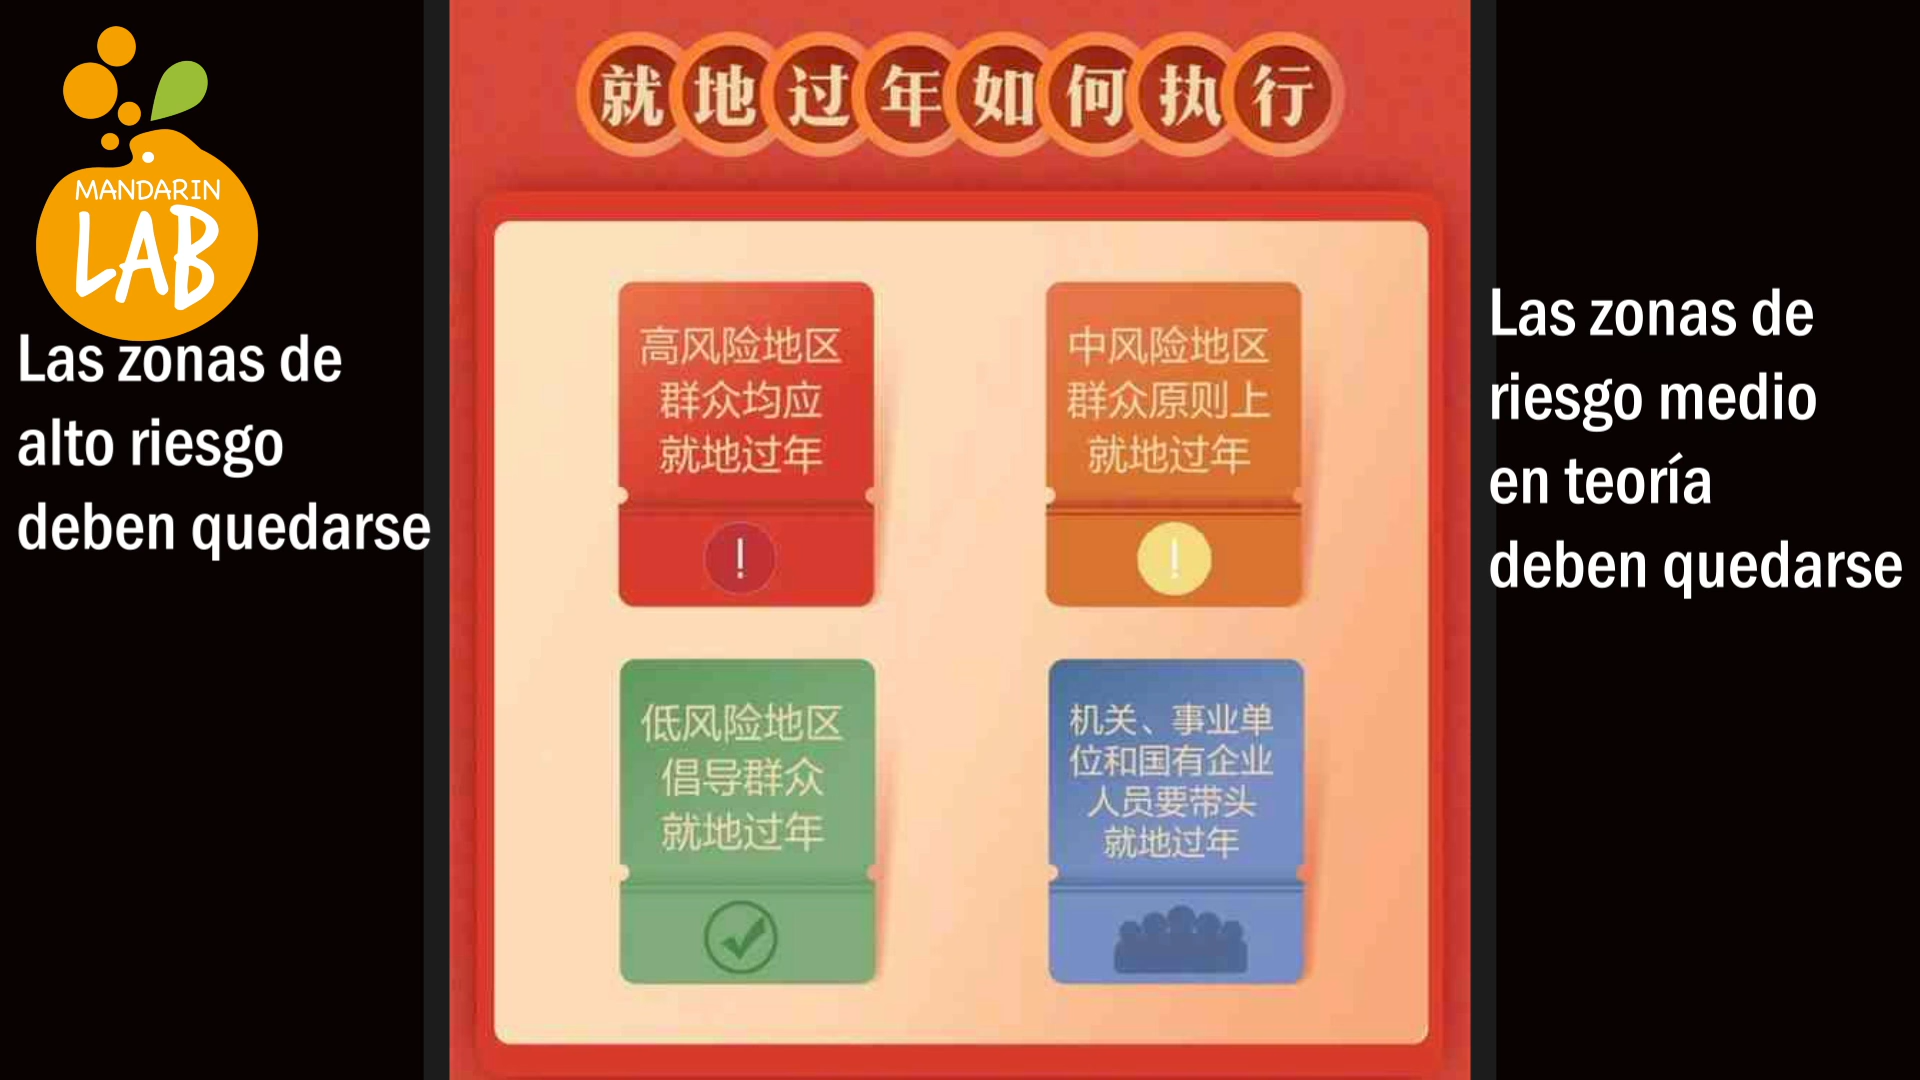 MANDARIN
LAB
Las zonas de
alto riesgo
deben quedarse
就地过年如何执行
高风险地区
群众均应
就地过年
!
中风险地区
群众原则上
就地过年
!
低风险地区
倡导群众
就地过年
机关、事业单
位和国有企业
人员要带头
就地过年
Las zonas de
riesgo medio
en teoría
deben quedarse